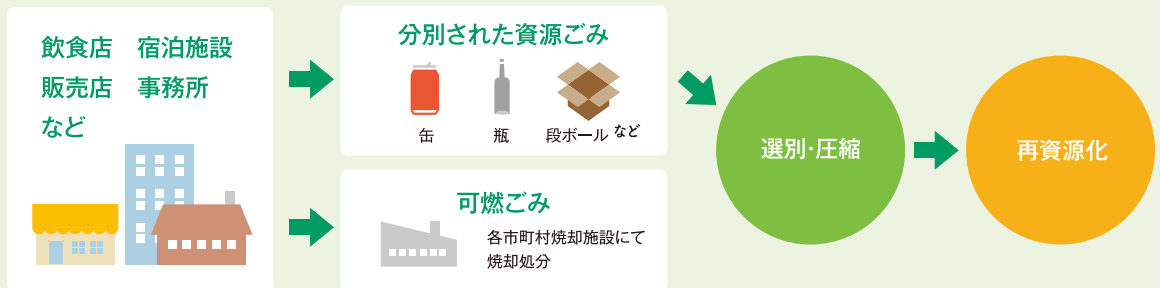 飲食店　宿泊施設
販売店　事務所
など
分別された資源ごみ
缶
瓶
段ボール など
可燃ごみ
各市町村焼却施設にて
焼却処分
選別・圧縮
再資源化